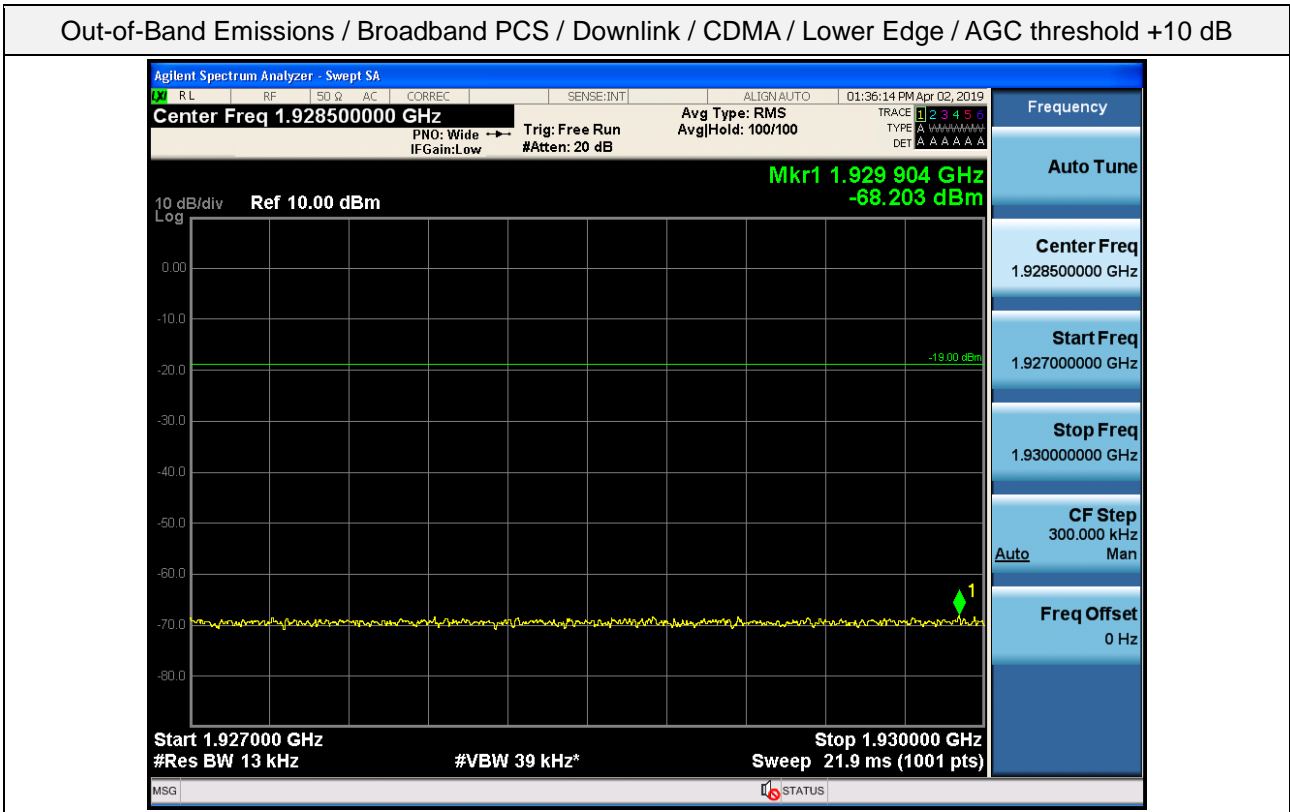 Out-of-Band Emissions / Broadband PCS / Downlink / CDMA / Lower Edge / AGC threshold +10 dB
Agilent Spectrum Analyzer - Swept SA
LXI RL RF 50 Ω AC CORREC SENSE:INT ALIGN AUTO 01:36:14 PM Apr 02, 2019
Center Freq 1.928500000 GHz
PNO: Wide
IFGain:Low
Trig: Free Run
#Atten: 20 dB
Avg Type: RMS
Avg|Hold: 100/100
TRACE 1 2 3 4 5 6
TYPE A WWWWW
DET A A A A A A
Frequency
Mkr1 1.929 904 GHz
-68.203 dBm
10 dB/div Ref 10.00 dBm
Log
0.00
-10.0
-19.00 dBm
-20.0
-30.0
-40.0
-50.0
-60.0
1
-70.0
-80.0
Start 1.927000 GHz Stop 1.930000 GHz
#Res BW 13 kHz #VBW 39 kHz* Sweep 21.9 ms (1001 pts)
MSG STATUS
Auto Tune
Center Freq
1.928500000 GHz
Start Freq
1.927000000 GHz
Stop Freq
1.930000000 GHz
CF Step
300.000 kHz
Auto Man
Freq Offset
0 Hz